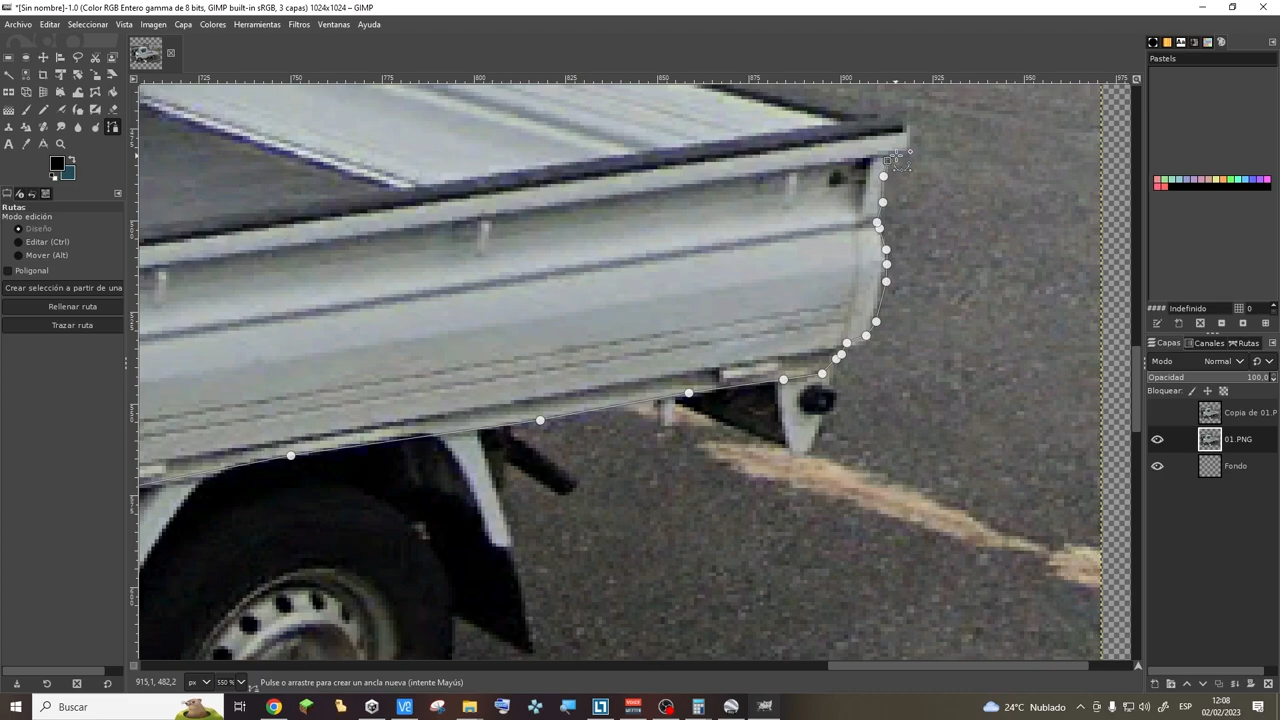 *[Sin nombre]-1.0 (Color RGB Entero gamma de 8 bits, GIMP built-in sRGB, 3 capas) 1024x1024 – GIMP
Archivo Editar Seleccionar Vista Imagen Capa Colores Herramientas Filtros Ventanas Ayuda
725 750 775 800 825 850 875 900 925 950 975
Pastels
Rutas
Modo edición
Diseño
Editar (Ctrl)
Mover (Alt)
Poligonal
Crear selección a partir de una
Rellenar ruta
Trazar ruta
Indefinido 0
Capas Canales Rutas
Modo Normal
Opacidad 100,0
Bloquear:
Copia de 01.P
01.PNG
Fondo
915,1, 482,2 px 550 % Pulse o arrastre para crear un ancla nueva (intente Mayús)
Buscar
24°C Nublado ESP 12:08
02/02/2023